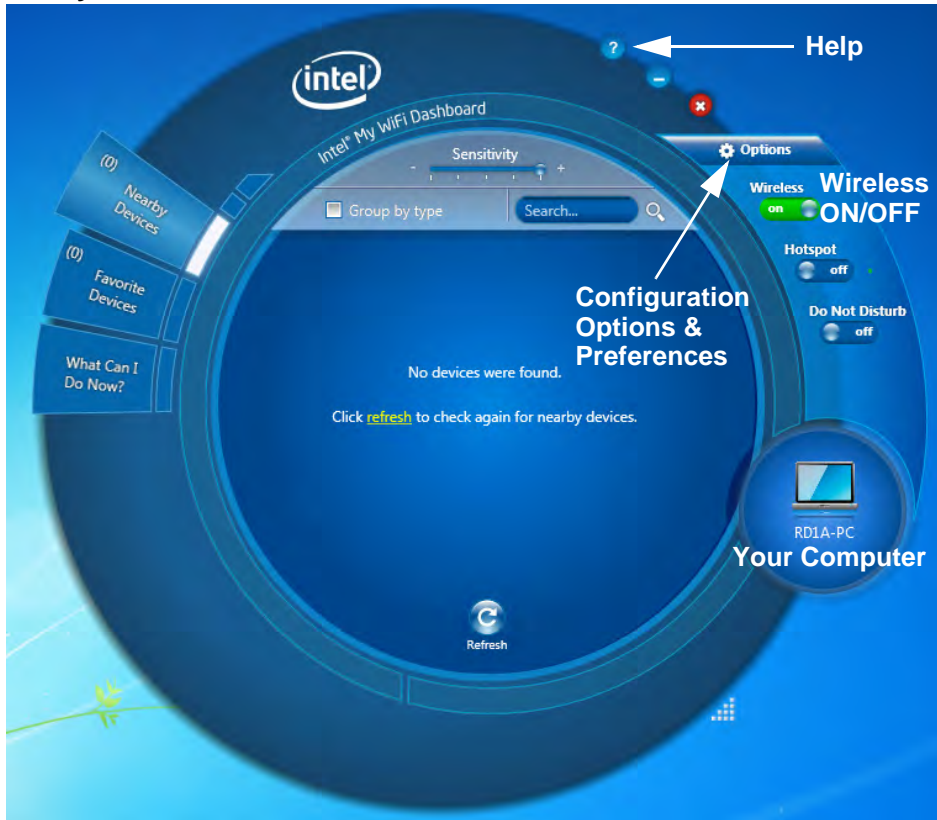 ?
Help
intel
Intel® My WiFi Dashboard
Options
Sensitivity
- +
Group by type
Search...
Wireless
on
Wireless
ON/OFF
Hotspot
off
Do Not Disturb
off
(0)
Nearby
Devices
(0)
Favorite
Devices
What Can I
Do Now?
Configuration
Options &
Preferences
No devices were found.
Click refresh to check again for nearby devices.
RD1A-PC
Your Computer
Refresh